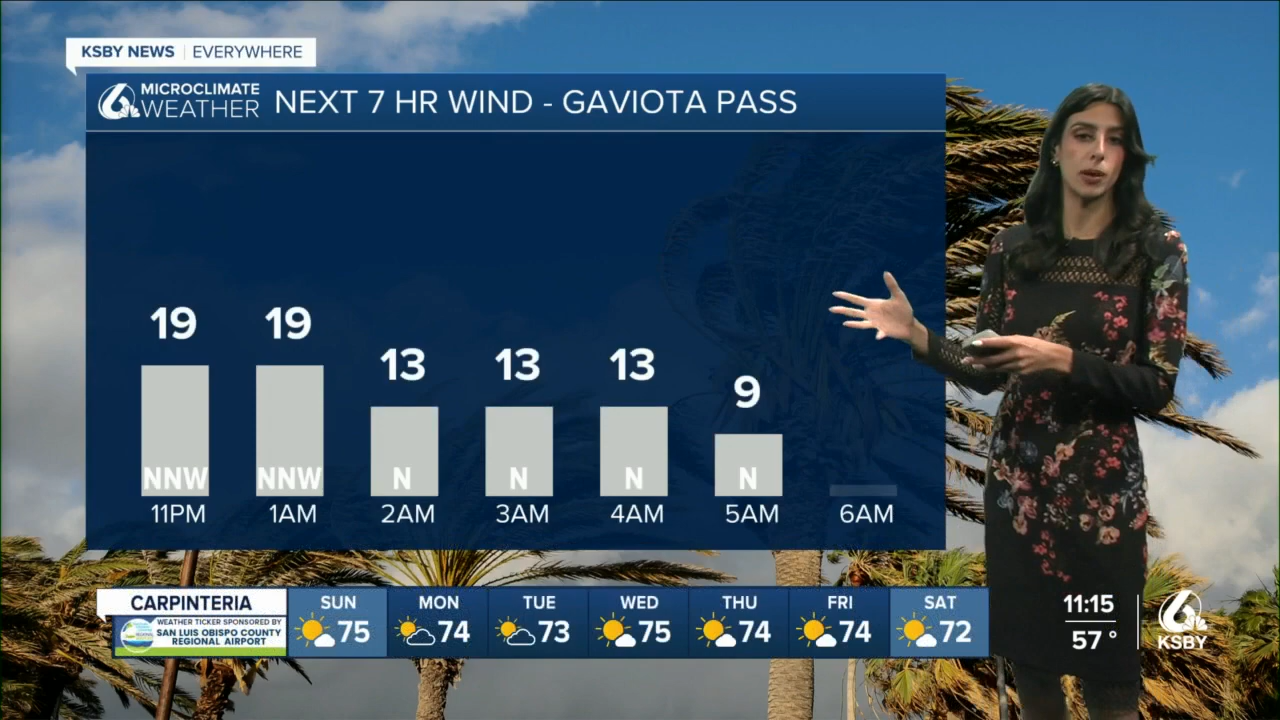 KSBY NEWS | EVERYWHERE
6 MICROCLIMATE
WEATHER
NEXT 7 HR WIND - GAVIOTA PASS
19 19 13 13 13 9
NNW NNW N N N N
11PM 1AM 2AM 3AM 4AM 5AM 6AM
CARPINTERIA
WEATHER TICKER SPONSORED BY
SAN LUIS OBISPO COUNTY
REGIONAL AIRPORT
SUN MON TUE WED THU FRI SAT
75 74 73 75 74 74 72
11:15
57°
6
KSBY